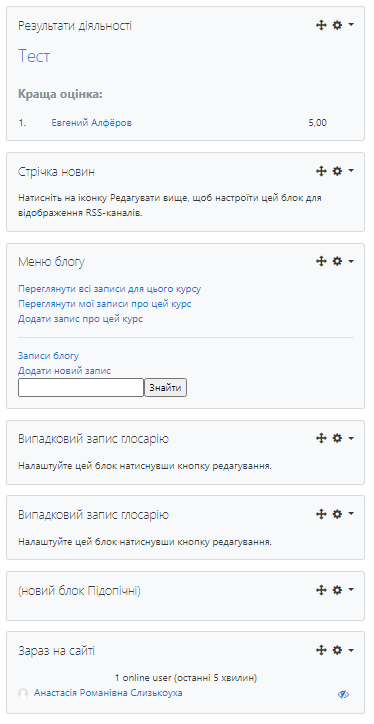 Результати діяльності
Тест
Краща оцінка:
1. Евгений Алфёров 5,00
Стрічка новин
Натисніть на іконку Редагувати вище, щоб настроїти цей блок для
відображення RSS-каналів.
Меню блогу
Переглянути всі записи для цього курсу
Переглянути мої записи про цей курс
Додати запис про цей курс
Записи блогу
Додати новий запис
Знайти
Випадковий запис глосарію
Налаштуйте цей блок натиснувши кнопку редагування.
Випадковий запис глосарію
Налаштуйте цей блок натиснувши кнопку редагування.
(новий блок Підопічні)
Зараз на сайті
1 online user (останні 5 хвилин)
Анастасія Романівна Слизькоуха